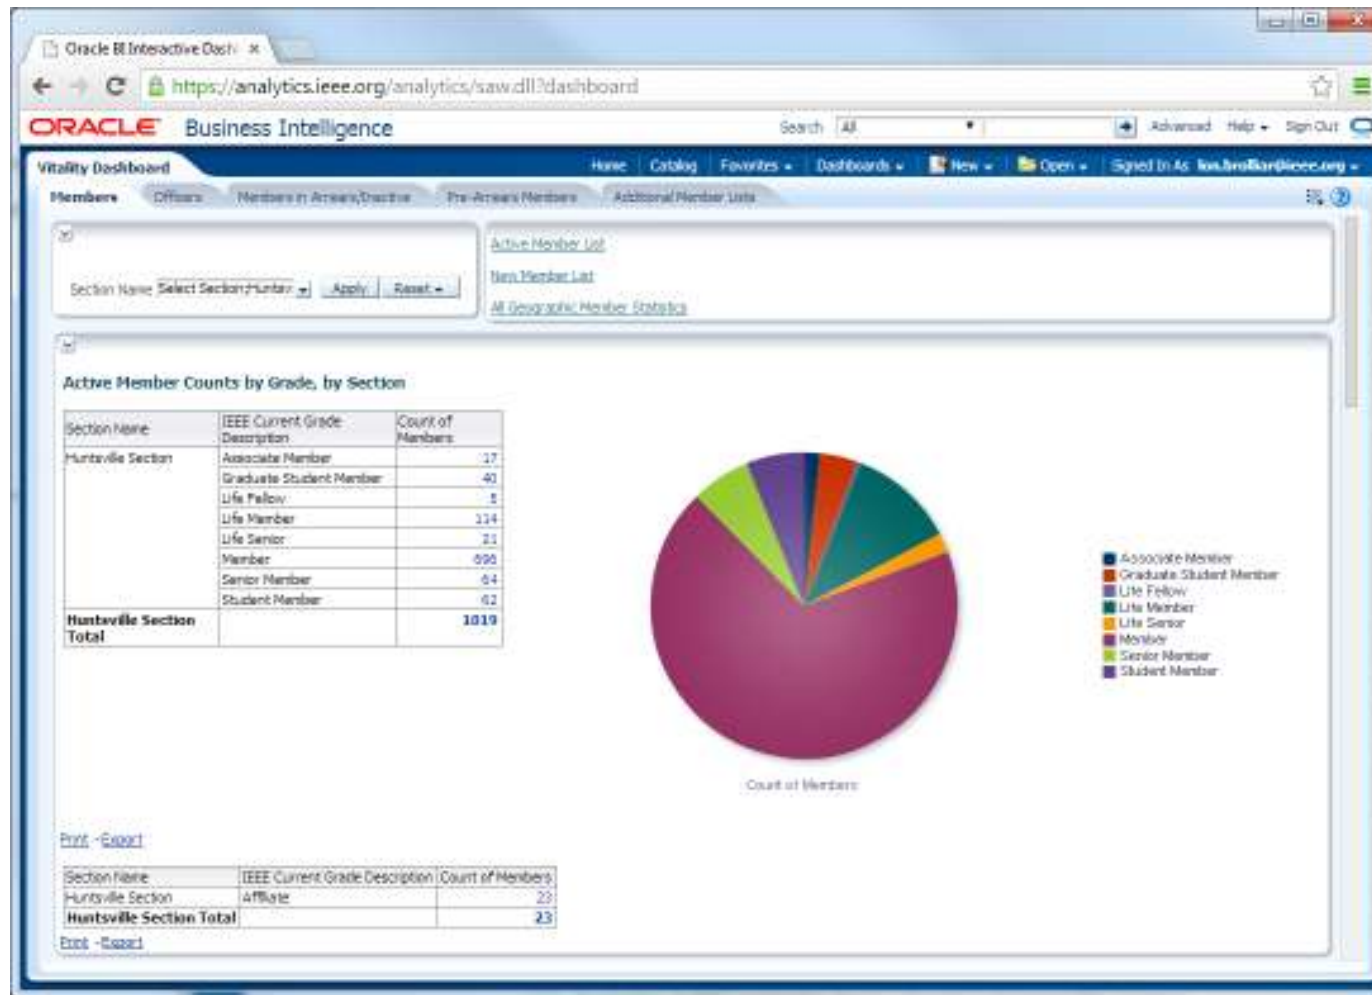 Oracle BI Interactive Dash
https://analytics.ieee.org/analytics/saw.dll?dashboard
ORACLE Business Intelligence Search All Advanced Help Sign Out
Vitality Dashboard Home Catalog Favorites Dashboards New Open Signed In As
Members Officers Members in Arrears/Inactive Pre-Arrears Members Additional Member Lists
Active Member List
New Member List
Section Name Select Section;Huntsv Apply Reset
All Geographic Member Statistics
Active Member Counts by Grade, by Section
Section Name IEEE Current Grade Description Count of Members
Huntsville Section Associate Member 17
Graduate Student Member 40
Life Fellow 5
Life Member 114
Life Senior 21
Member 696
Senior Member 64
Student Member 62
Huntsville Section Total 1019
Associate Member
Graduate Student Member
Life Fellow
Life Member
Life Senior
Member
Senior Member
Student Member
Count of Members
Print - Export
Section Name IEEE Current Grade Description Count of Members
Huntsville Section Affiliate 23
Huntsville Section Total 23
Print - Export